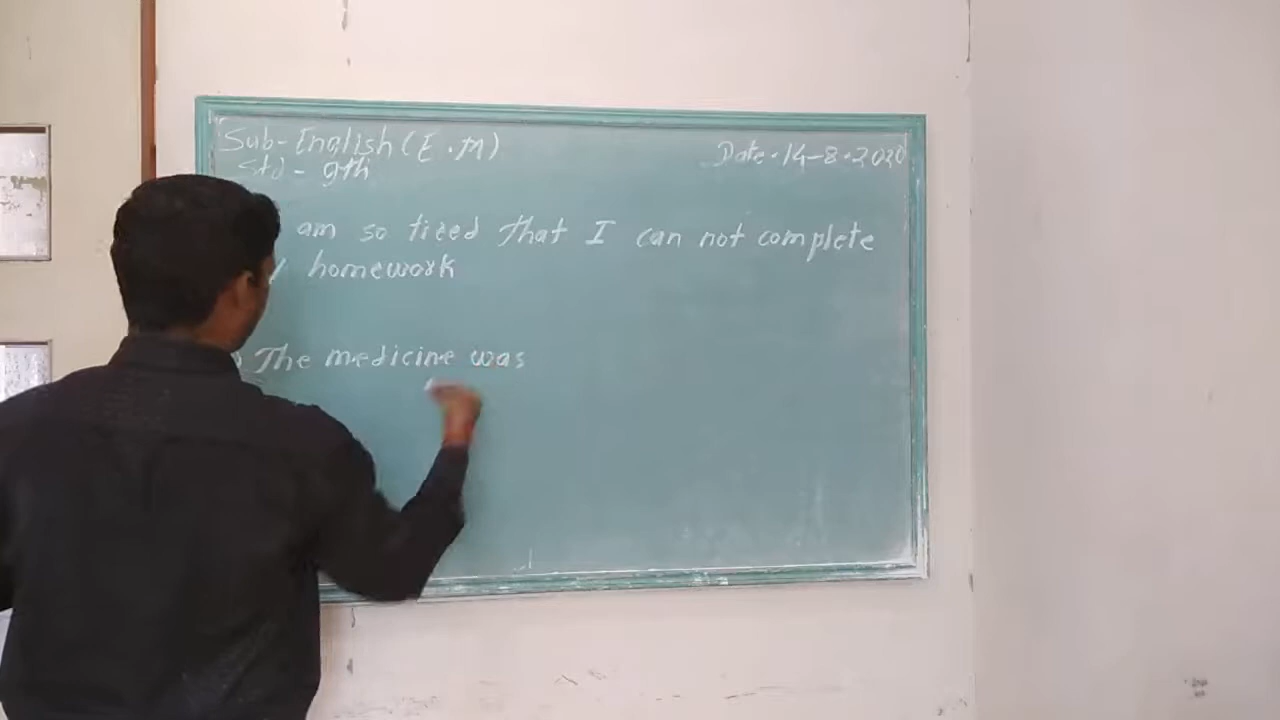 Sub-English (E.M)
Std - 9th
Date.14-8.2020
am so tired that I can not complete
homework
) The medicine was